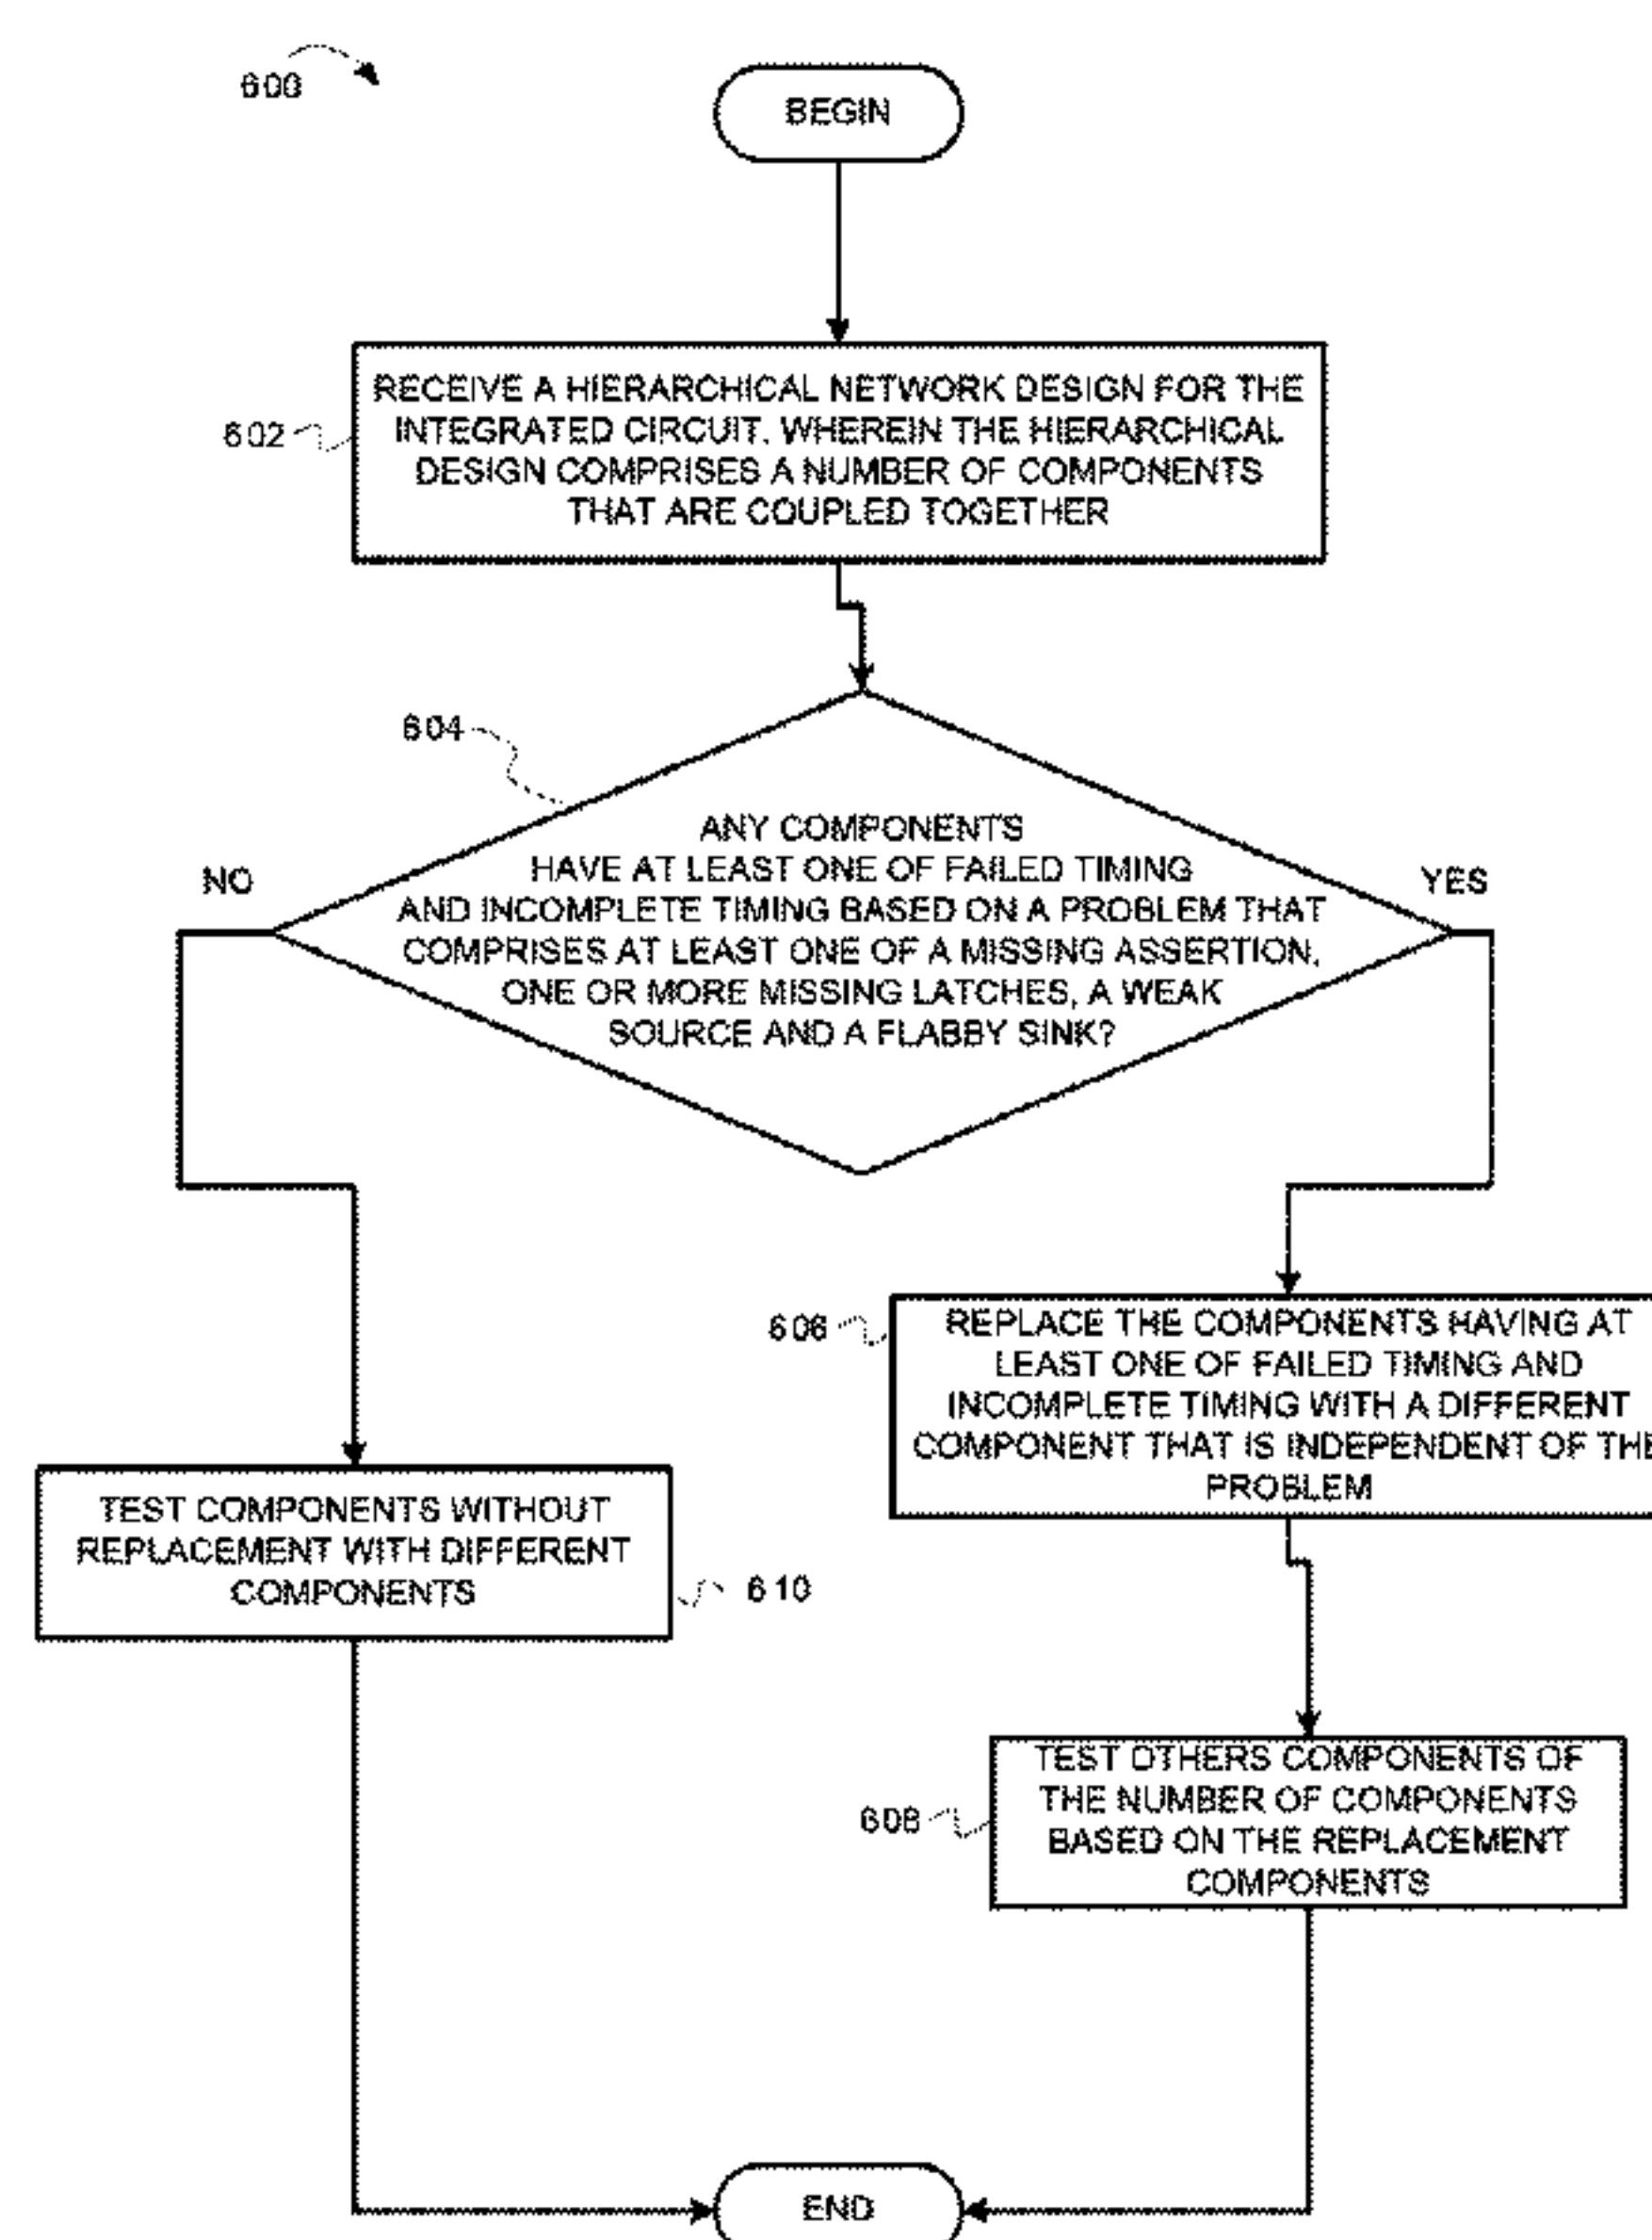 600
BEGIN
602
RECEIVE A HIERARCHICAL NETWORK DESIGN FOR THE
INTEGRATED CIRCUIT, WHEREIN THE HIERARCHICAL
DESIGN COMPRISES A NUMBER OF COMPONENTS
THAT ARE COUPLED TOGETHER
604
ANY COMPONENTS
HAVE AT LEAST ONE OF FAILED TIMING
AND INCOMPLETE TIMING BASED ON A PROBLEM THAT
COMPRISES AT LEAST ONE OF A MISSING ASSERTION,
ONE OR MORE MISSING LATCHES, A WEAK
SOURCE AND A FLABBY SINK?
NO
YES
606
REPLACE THE COMPONENTS HAVING AT
LEAST ONE OF FAILED TIMING AND
INCOMPLETE TIMING WITH A DIFFERENT
COMPONENT THAT IS INDEPENDENT OF THE
PROBLEM
TEST COMPONENTS WITHOUT
REPLACEMENT WITH DIFFERENT
COMPONENTS
610
608
TEST OTHERS COMPONENTS OF
THE NUMBER OF COMPONENTS
BASED ON THE REPLACEMENT
COMPONENTS
END